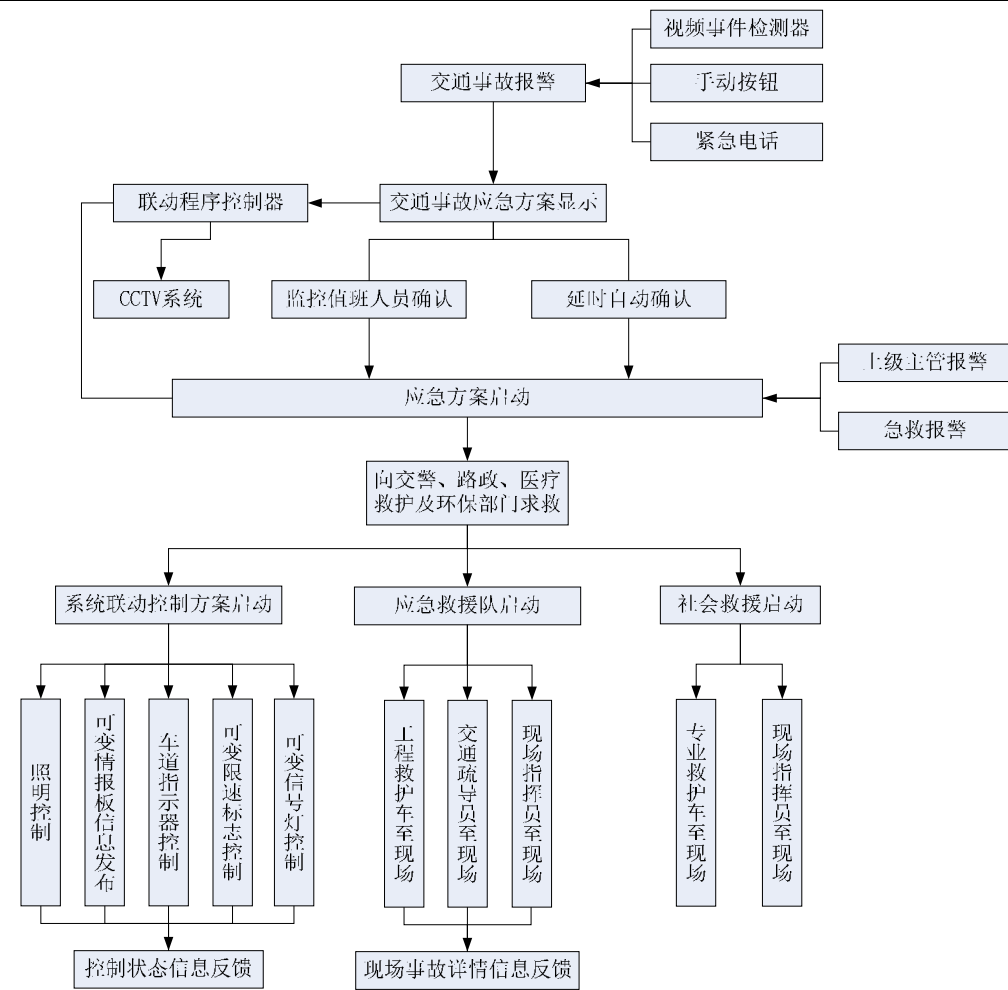 视频事件检测器
交通事故报警
手动按钮
紧急电话
联动程序控制器
交通事故应急方案显示
CCTV系统
监控值班人员确认
延时自动确认
上级主管报警
应急方案启动
急救报警
向交警、路政、医疗
救护及环保部门求救
系统联动控制方案启动
应急救援队启动
社会救援启动
照明控制
可变情报板信息发布
车道指示器控制
可变限速标志控制
可变信号灯控制
工程救护车至现场
交通疏导员至现场
现场指挥员至现场
专业救护车至现场
现场指挥员至现场
控制状态信息反馈
现场事故详情信息反馈